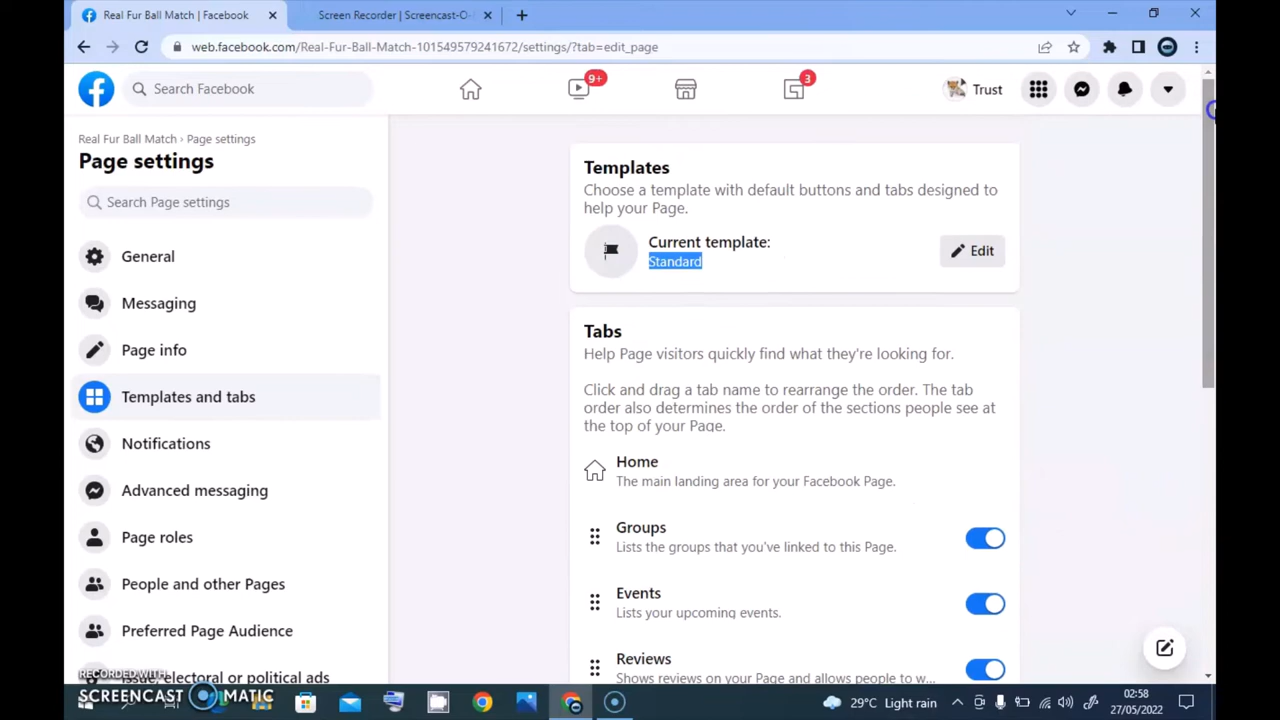 Real Fur Ball Match | Facebook
Screen Recorder | Screencast-O-
web.facebook.com/Real-Fur-Ball-Match-101549579241672/settings/?tab=edit_page
Search Facebook
9+
3
Trust
Real Fur Ball Match › Page settings
Page settings
Search Page settings
General
Messaging
Page info
Templates and tabs
Notifications
Advanced messaging
Page roles
People and other Pages
Preferred Page Audience
Issue, electoral or political ads
Templates
Choose a template with default buttons and tabs designed to
help your Page.
Current template:
Standard
Edit
Tabs
Help Page visitors quickly find what they're looking for.
Click and drag a tab name to rearrange the order. The tab
order also determines the order of the sections people see at
the top of your Page.
Home
The main landing area for your Facebook Page.
Groups
Lists the groups that you've linked to this Page.
Events
Lists your upcoming events.
Reviews
Shows reviews on your Page and allows people to w...
RECORDED WITH
SCREENCAST MATIC
29°C Light rain
02:58
27/05/2022